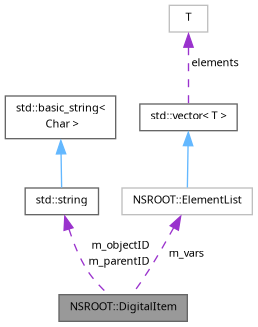 T
elements
std::basic_string<
Char >
std::vector< T >
std::string
NSROOT::ElementList
m_objectID
m_parentID
m_vars
NSROOT::DigitalItem